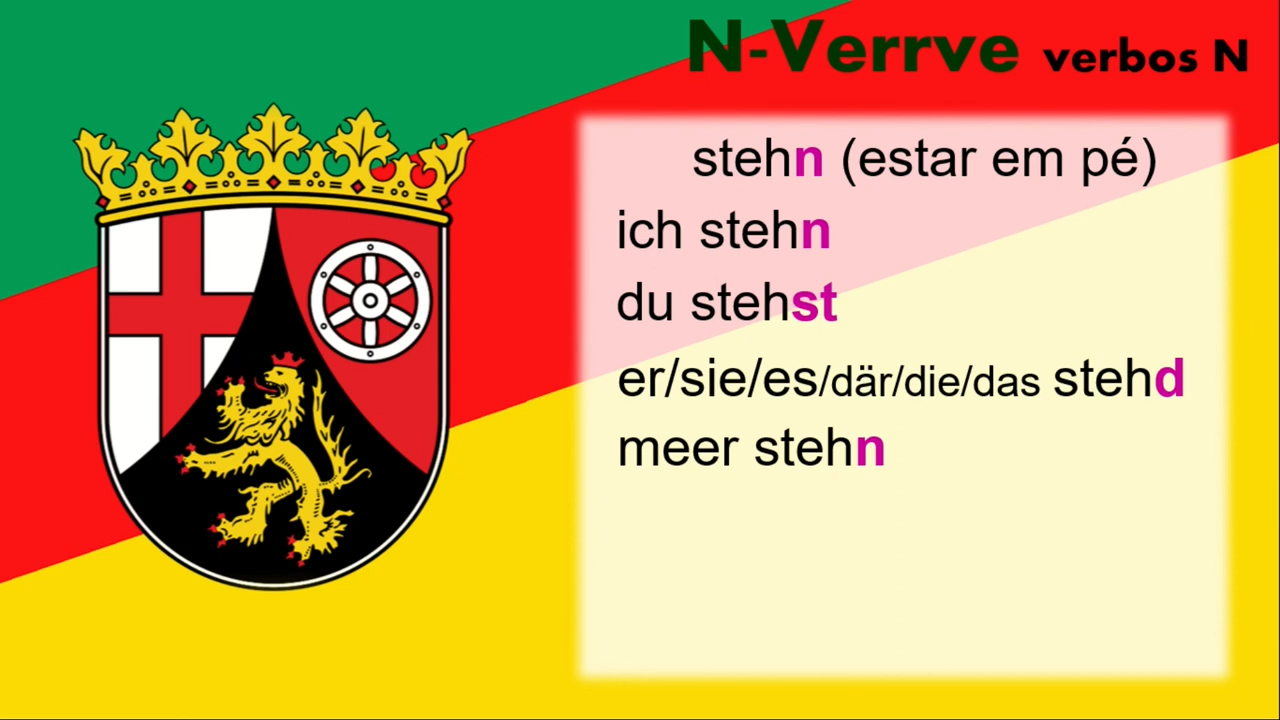 N-Verrve verbos N
stehn (estar em pé)
ich stehn
du stehst
er/sie/es/där/die/das stehd
meer stehn